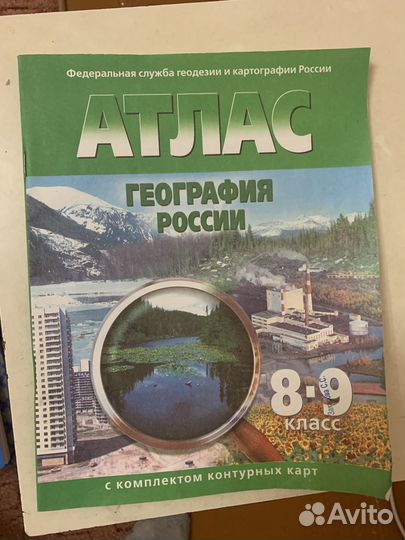 Федеральная служба геодезии и картографии России
АТЛАС
ГЕОГРАФИЯ
РОССИИ
8-9
КЛАСС
с комплектом контурных карт
Avito